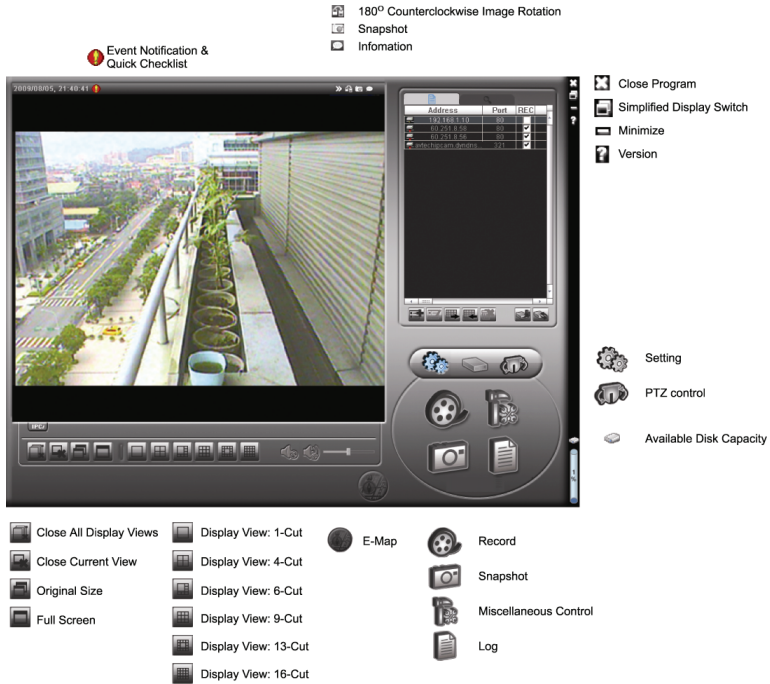 180° Counterclockwise Image Rotation
Snapshot
Infomation
Event Notification &
Quick Checklist
2009/08/05, 21:40:41
Address Port REC
192.168.1.10 80
60.251.8.58 80
60.251.8.56 80
avtechipcam.dyndns... 321
Close Program
Simplified Display Switch
Minimize
? Version
Setting
PTZ control
Available Disk Capacity
1
%
Close All Display Views
Close Current View
Original Size
Full Screen
Display View: 1-Cut
Display View: 4-Cut
Display View: 6-Cut
Display View: 9-Cut
Display View: 13-Cut
Display View: 16-Cut
E-Map
Record
Snapshot
Miscellaneous Control
Log